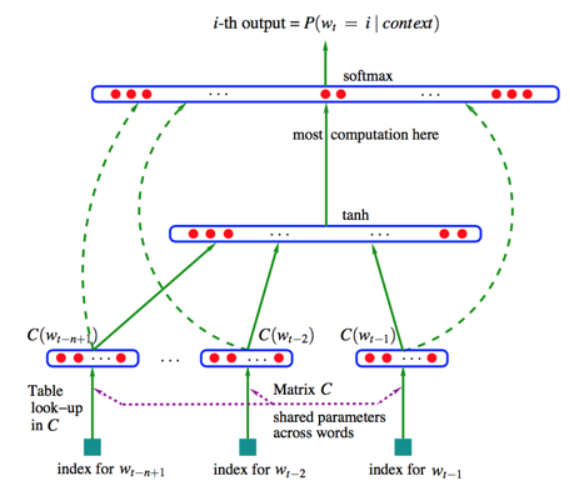 i-th output = P(w_t = i | context)
softmax
... ...
most computation here
tanh
... ...
C(w_{t−n+1}) C(w_{t−2}) C(w_{t−1})
... ... ... ...
Table look−up in C
Matrix C
shared parameters across words
index for w_{t−n+1} index for w_{t−2} index for w_{t−1}